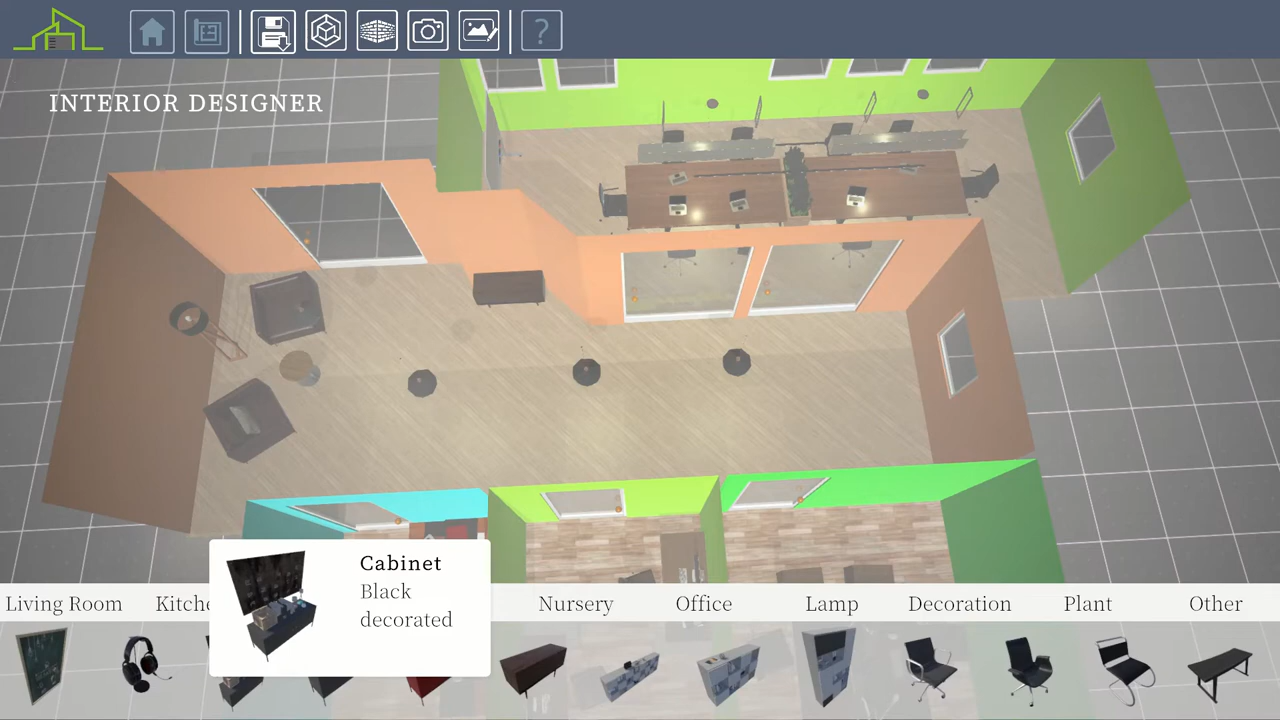 ?
INTERIOR DESIGNER
Cabinet
Black
decorated
Living Room Nursery Office Lamp Decoration Plant Other